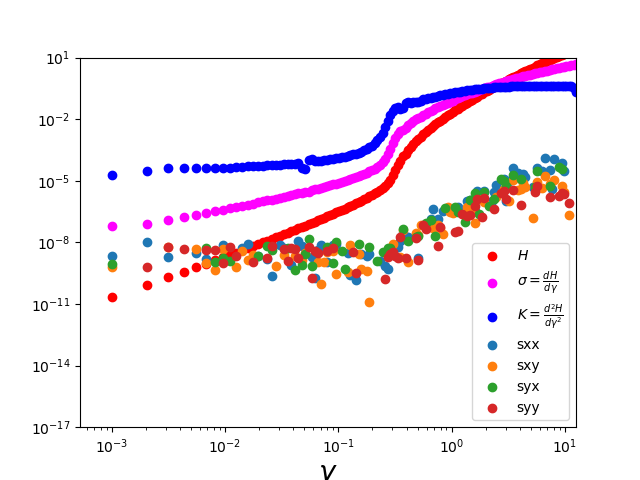 10^1
10^-2
10^-5
10^-8
10^-11
10^-14
10^-17
10^-3
10^-2
10^-1
10^0
10^1
v
H
σ = dH/dγ
K = d²H/dγ²
sxx
sxy
syx
syy